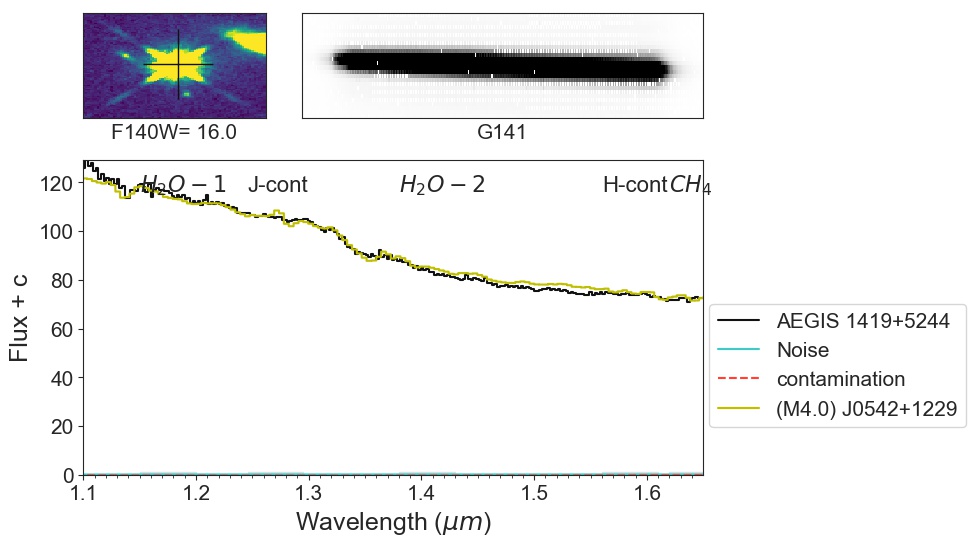 F140W= 16.0
G141
H₂O − 1
J-cont
H₂O − 2
H-cont
CH₄
120
100
80
60
40
20
0
Flux + c
1.1
1.2
1.3
1.4
1.5
1.6
Wavelength (μm)
AEGIS 1419+5244
Noise
contamination
(M4.0) J0542+1229